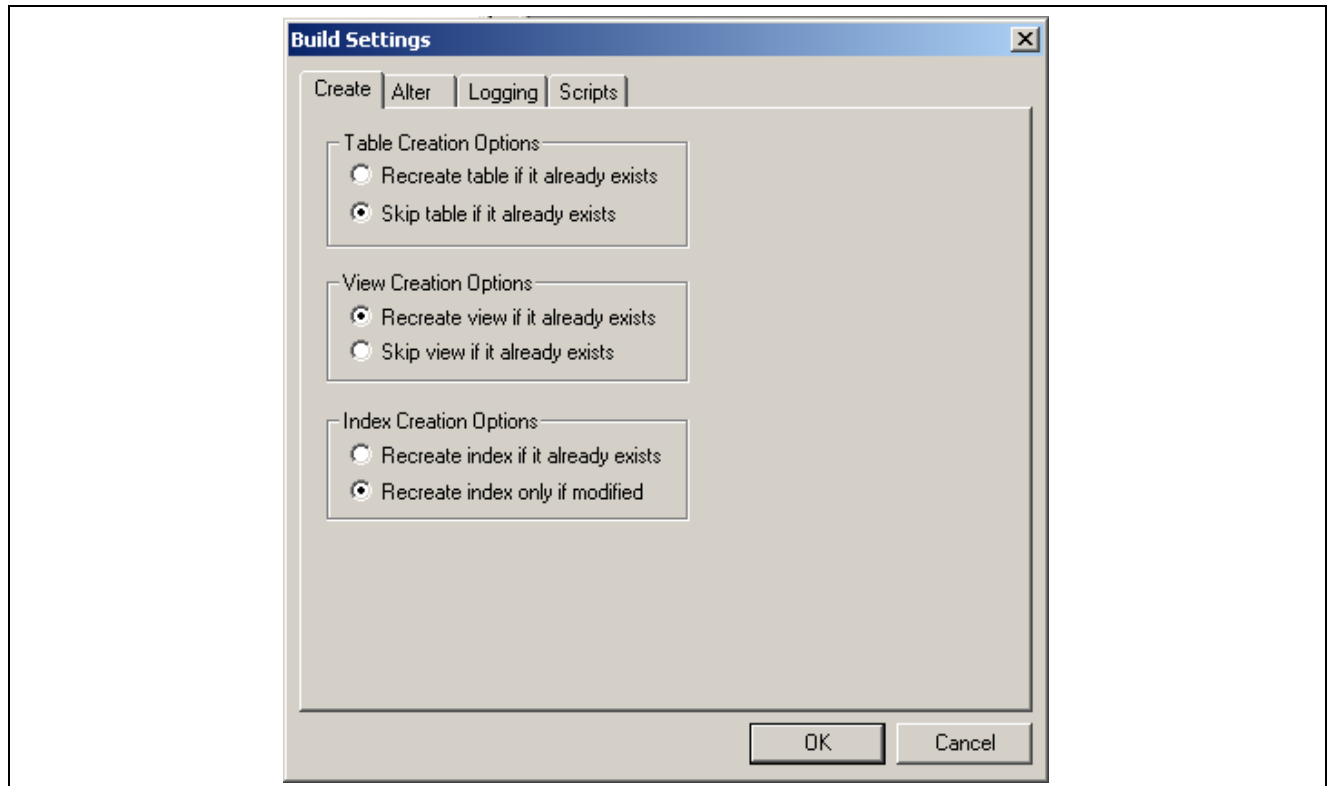 Build Settings
Create Alter Logging Scripts
Table Creation Options
Recreate table if it already exists
Skip table if it already exists
View Creation Options
Recreate view if it already exists
Skip view if it already exists
Index Creation Options
Recreate index if it already exists
Recreate index only if modified
OK Cancel